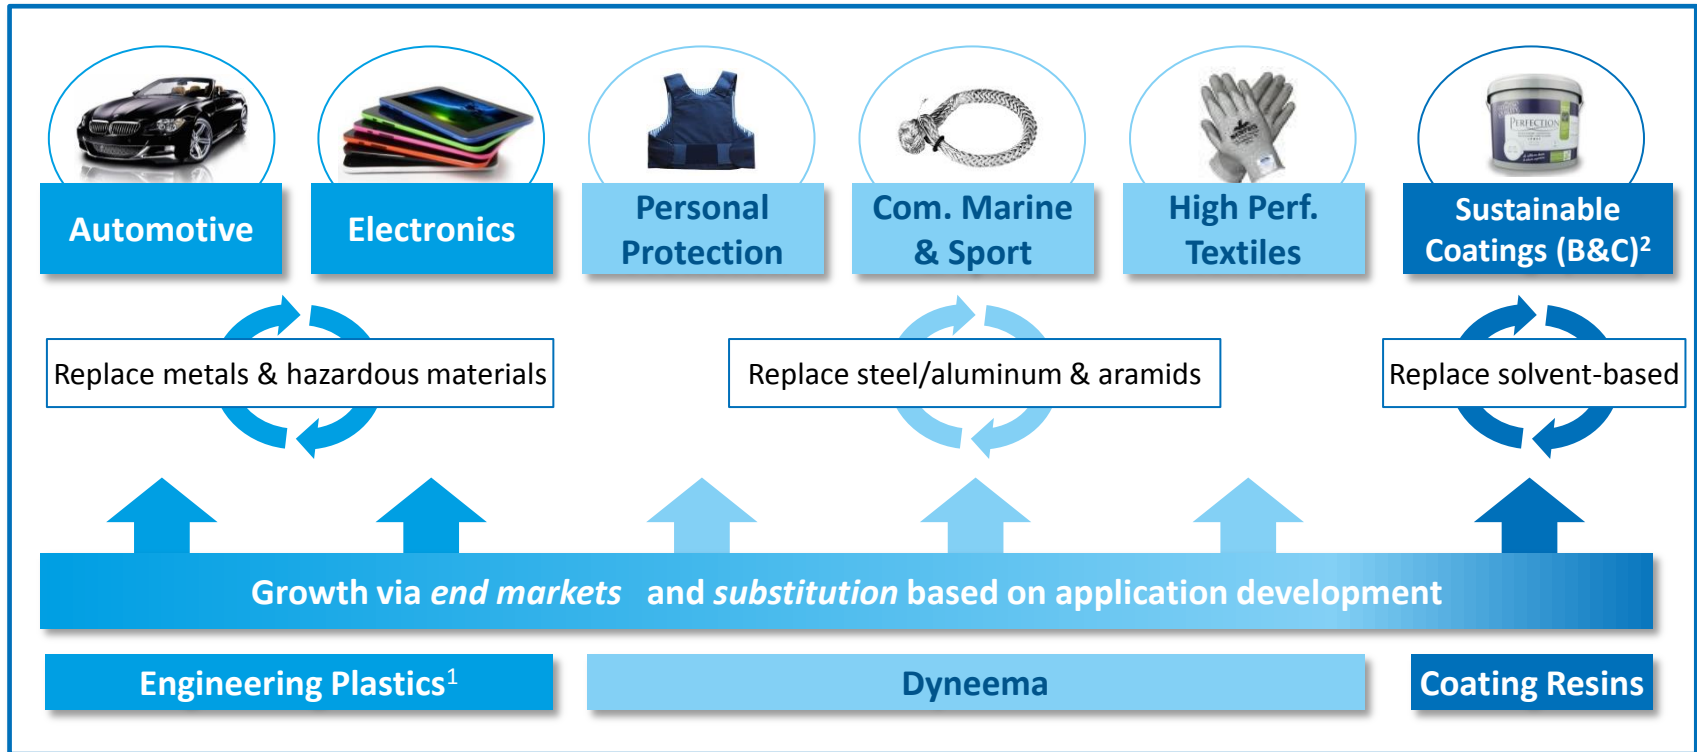 PERFECTION
Automotive
Electronics
Personal
Protection
Com. Marine
& Sport
High Perf.
Textiles
Sustainable
Coatings (B&C)²
Replace metals & hazardous materials
Replace steel/aluminum & aramids
Replace solvent-based
Growth via end markets and substitution based on application development
Engineering Plastics¹
Dyneema
Coating Resins